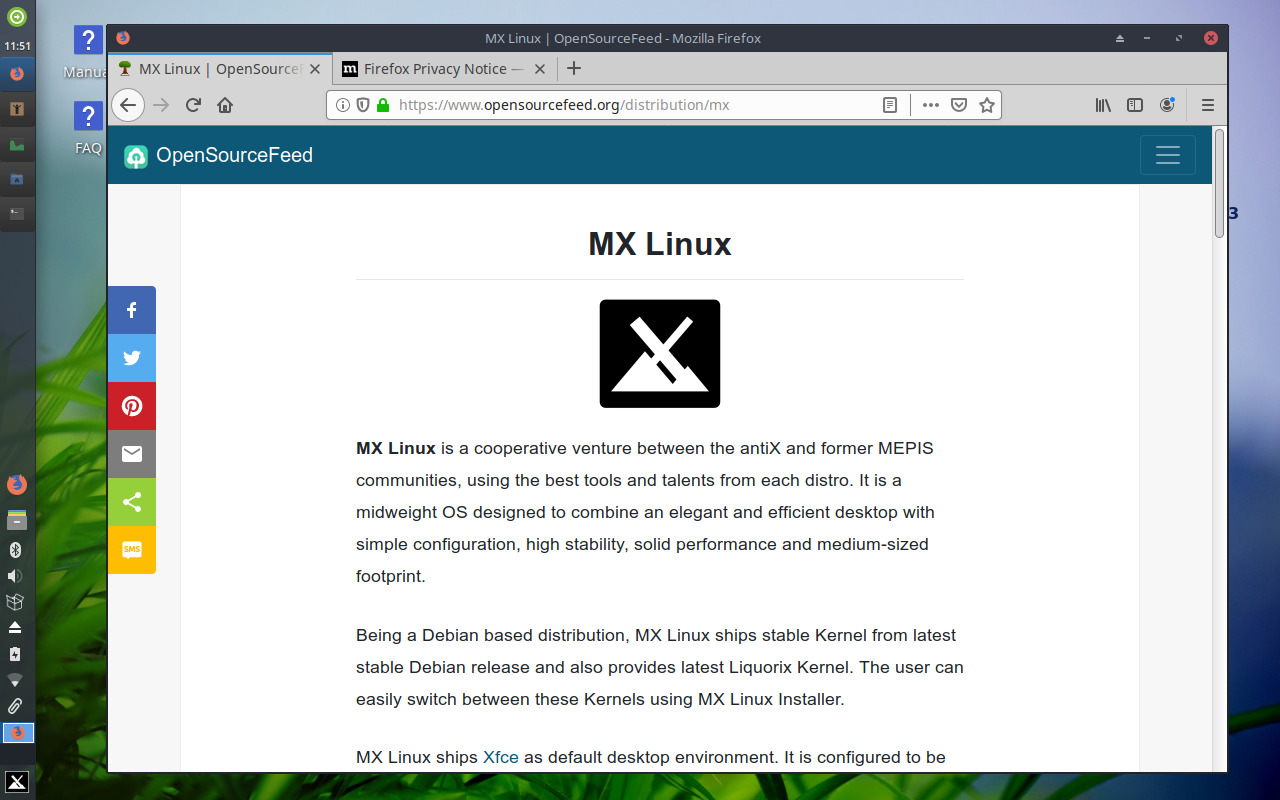 11:51
?
Manua
?
FAQ
MX Linux | OpenSourceFeed - Mozilla Firefox
MX Linux | OpenSourceF
m Firefox Privacy Notice —
https://www.opensourcefeed.org/distribution/mx
OpenSourceFeed
3
MX Linux
SMS
MX Linux is a cooperative venture between the antiX and former MEPIS
communities, using the best tools and talents from each distro. It is a
midweight OS designed to combine an elegant and efficient desktop with
simple configuration, high stability, solid performance and medium-sized
footprint.
Being a Debian based distribution, MX Linux ships stable Kernel from latest
stable Debian release and also provides latest Liquorix Kernel. The user can
easily switch between these Kernels using MX Linux Installer.
MX Linux ships Xfce as default desktop environment. It is configured to be